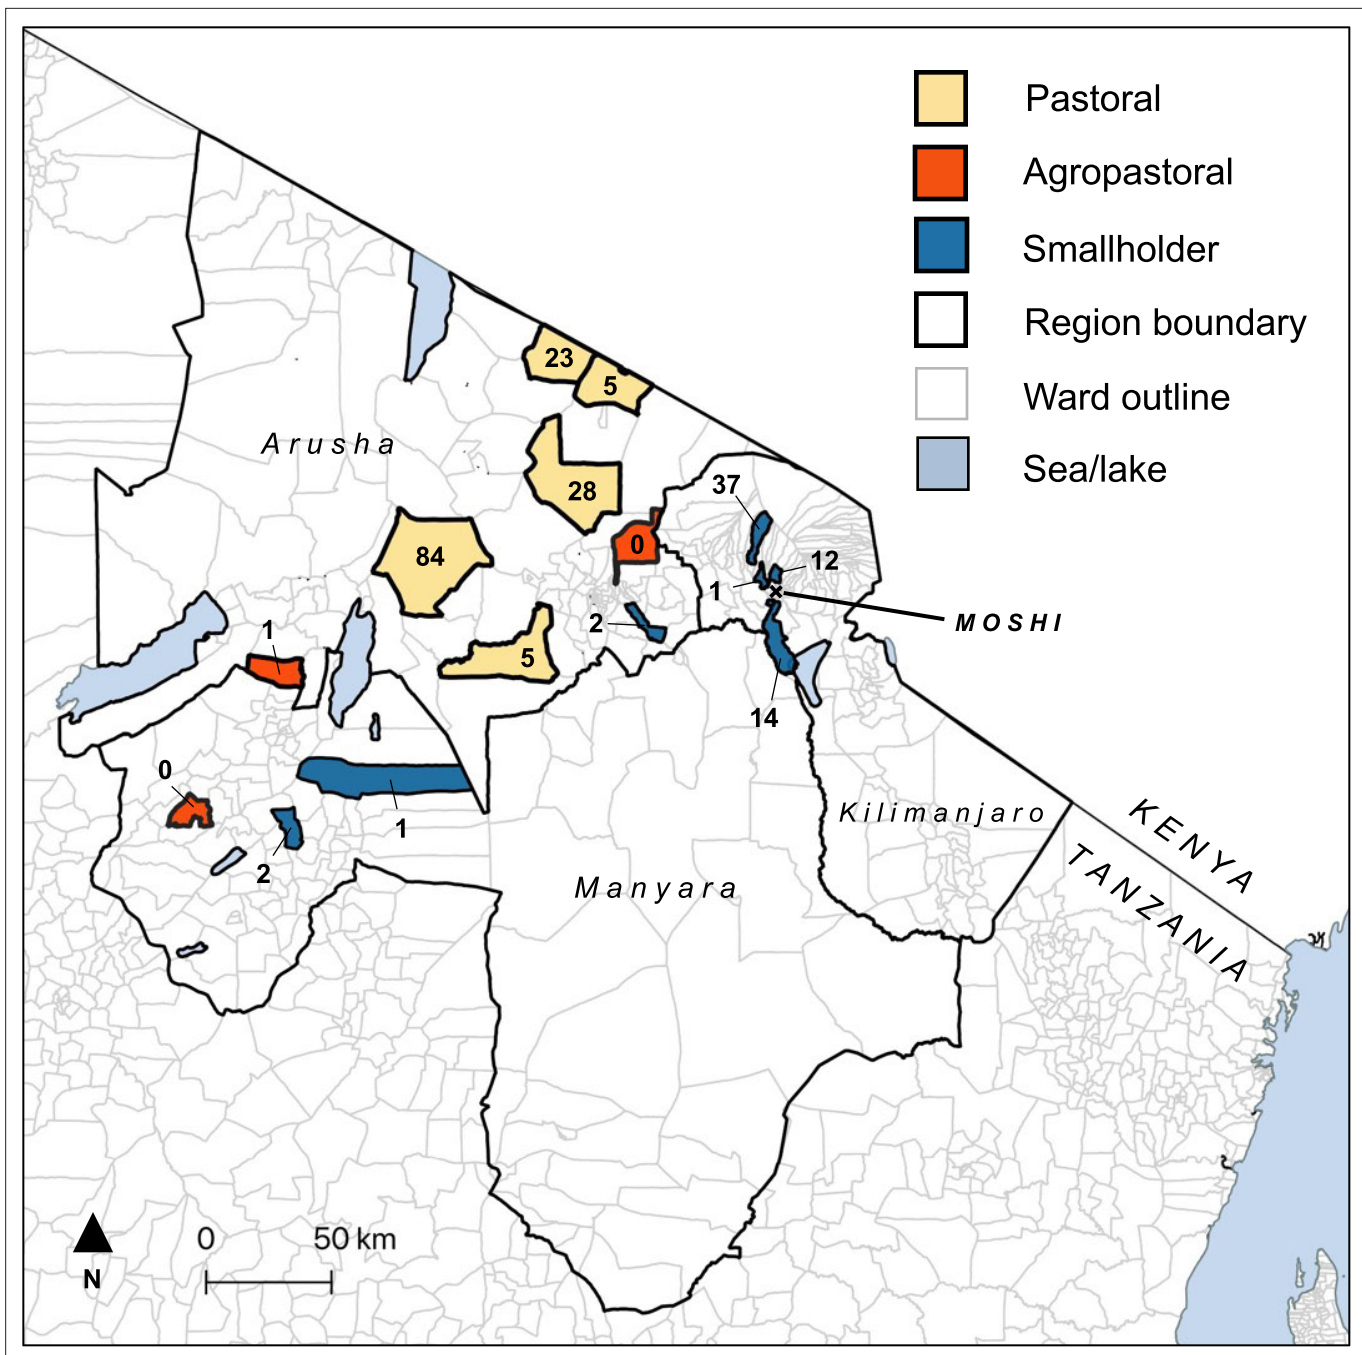 Pastoral
Agropastoral
Smallholder
Region boundary
Ward outline
Sea/lake
23
5
Arusha
28
37
84
0
12
1
2
MOSHI
1
5
14
0
1
2
Kilimanjaro
Manyara
KENYA
TANZANIA
0 50 km
N